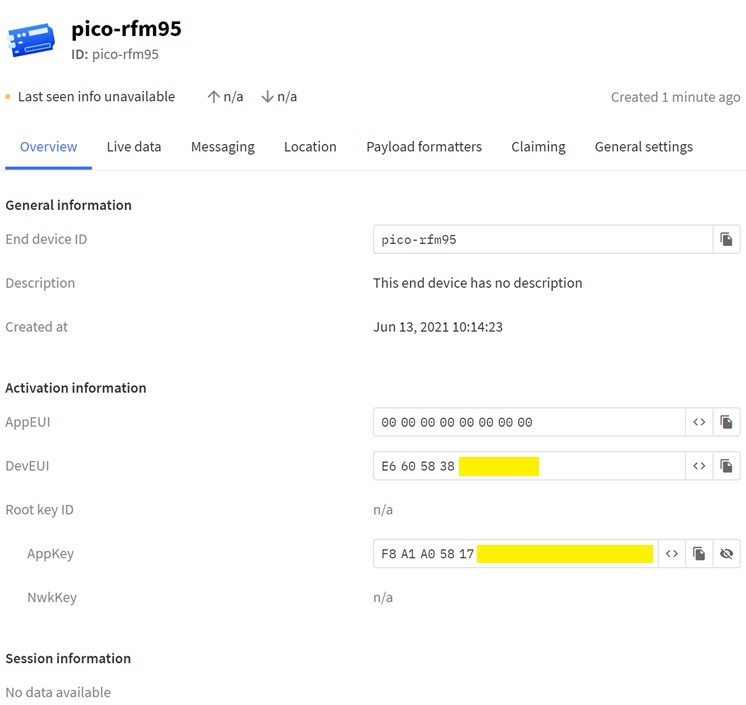 pico-rfm95
ID: pico-rfm95
Last seen info unavailable ↑ n/a ↓ n/a Created 1 minute ago
Overview Live data Messaging Location Payload formatters Claiming General settings
General information
End device ID pico-rfm95
Description This end device has no description
Created at Jun 13, 2021 10:14:23
Activation information
AppEUI 00 00 00 00 00 00 00 00 <>
DevEUI E6 60 58 38 <>
Root key ID n/a
AppKey F8 A1 A0 58 17 <>
NwkKey n/a
Session information
No data available